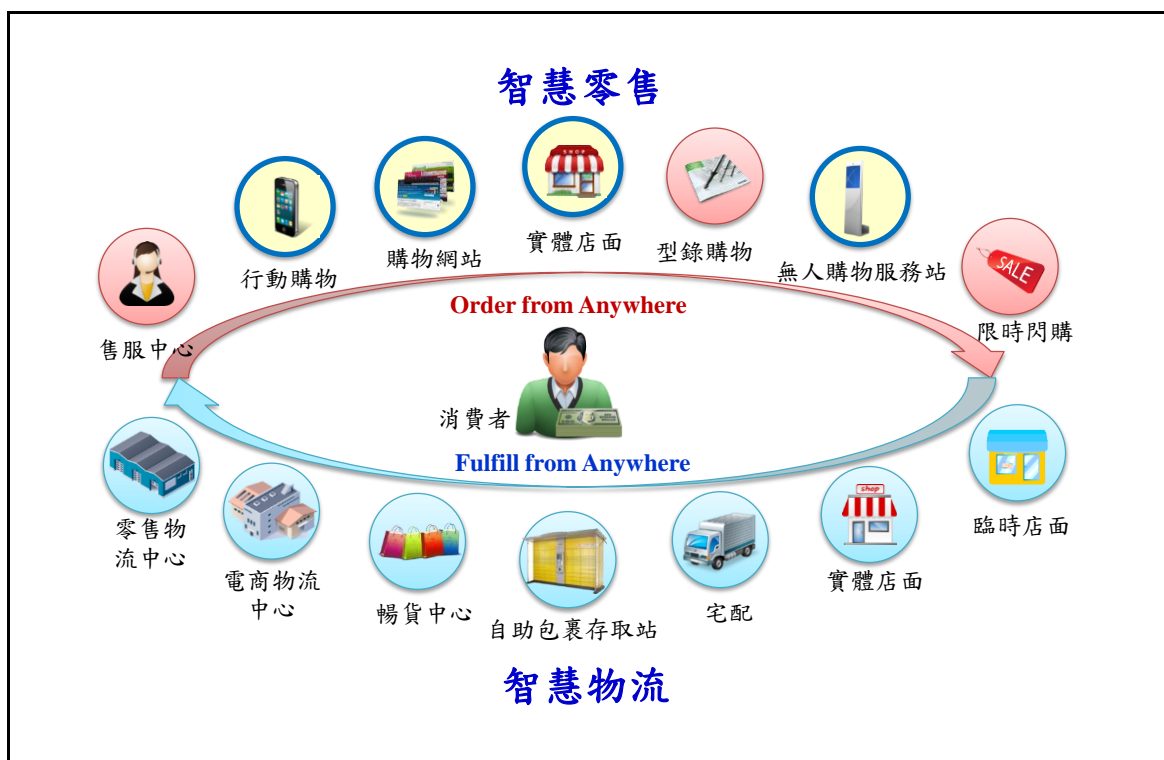 智慧零售
SHOP
實體店面
型錄購物
購物網站
行動購物
無人購物服務站
SALE
限時閃購
售服中心
Order from Anywhere
消費者
Fulfill from Anywhere
零售物
流中心
電商物流
中心
暢貨中心
自助包裹存取站
宅配
shop
實體店面
臨時店面
智慧物流